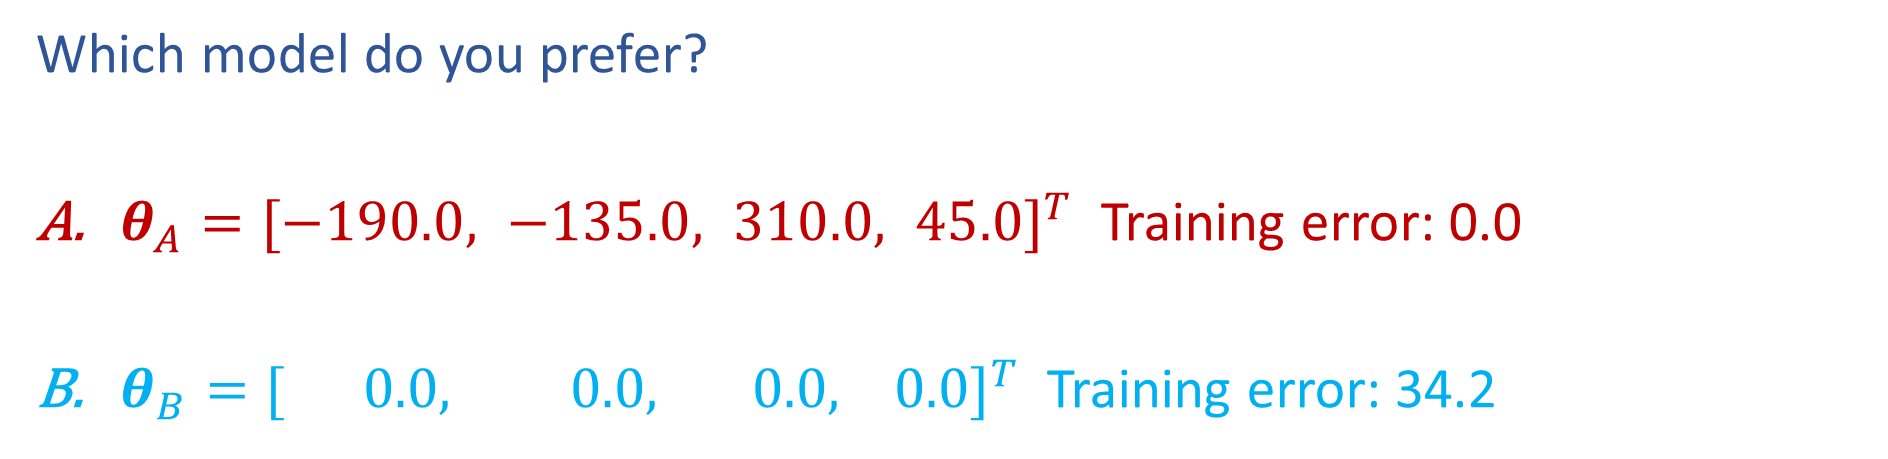 Which model do you prefer?
A. θ_A = [−190.0, −135.0, 310.0, 45.0]^T Training error: 0.0
B. θ_B = [ 0.0, 0.0, 0.0, 0.0]^T Training error: 34.2